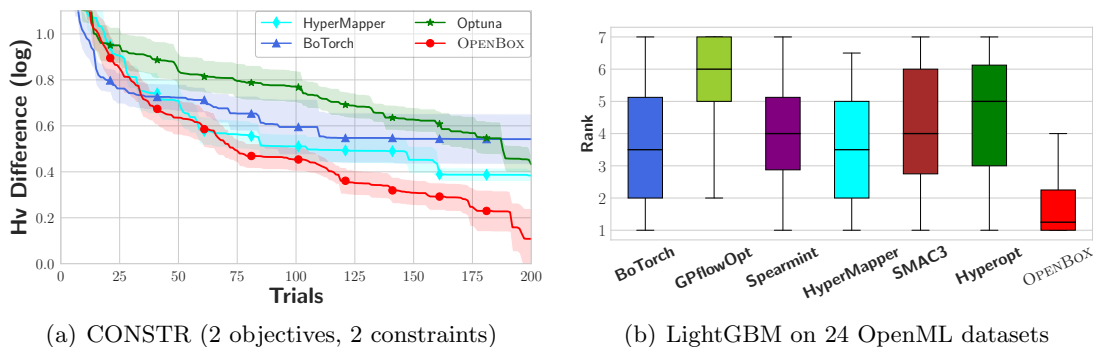 HyperMapper
BoTorch
Optuna
OPENBOX
Hv Difference (log)
1.0
0.8
0.6
0.4
0.2
0.0
0 25 50 75 100 125 150 175 200
Trials
(a) CONSTR (2 objectives, 2 constraints)
Rank
7
6
5
4
3
2
1
BoTorch
GPflowOpt
Spearmint
HyperMapper
SMAC3
Hyperopt
OPENBOX
(b) LightGBM on 24 OpenML datasets